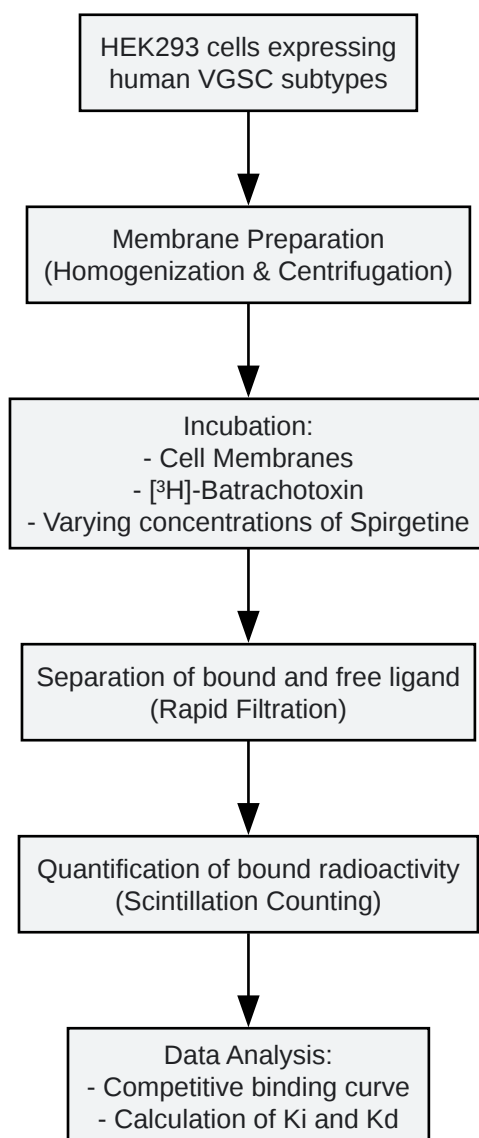 HEK293 cells expressing
human VGSC subtypes
Membrane Preparation
(Homogenization & Centrifugation)
Incubation:
- Cell Membranes
- [³H]-Batrachotoxin
- Varying concentrations of Spirgetine
Separation of bound and free ligand
(Rapid Filtration)
Quantification of bound radioactivity
(Scintillation Counting)
Data Analysis:
- Competitive binding curve
- Calculation of Ki and Kd